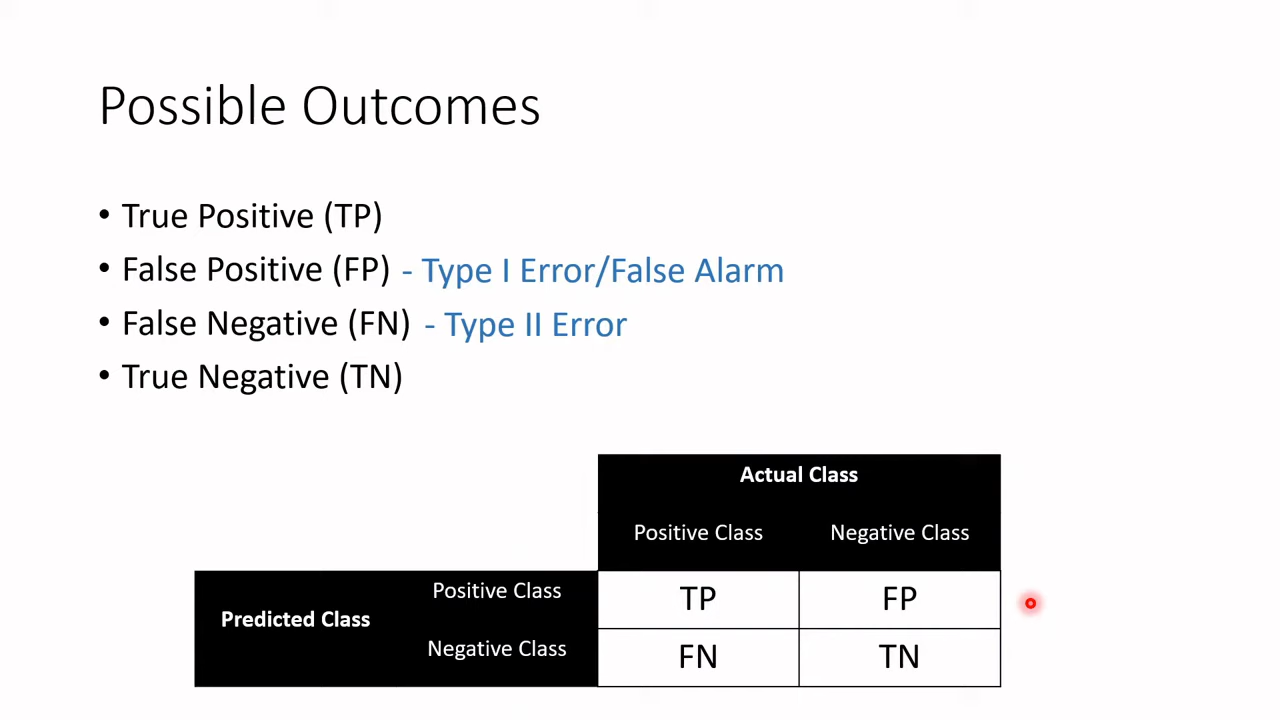 Possible Outcomes
• True Positive (TP)
• False Positive (FP) - Type I Error/False Alarm
• False Negative (FN) - Type II Error
• True Negative (TN)
Actual Class
Positive Class Negative Class
Predicted Class
Positive Class TP FP
Negative Class FN TN